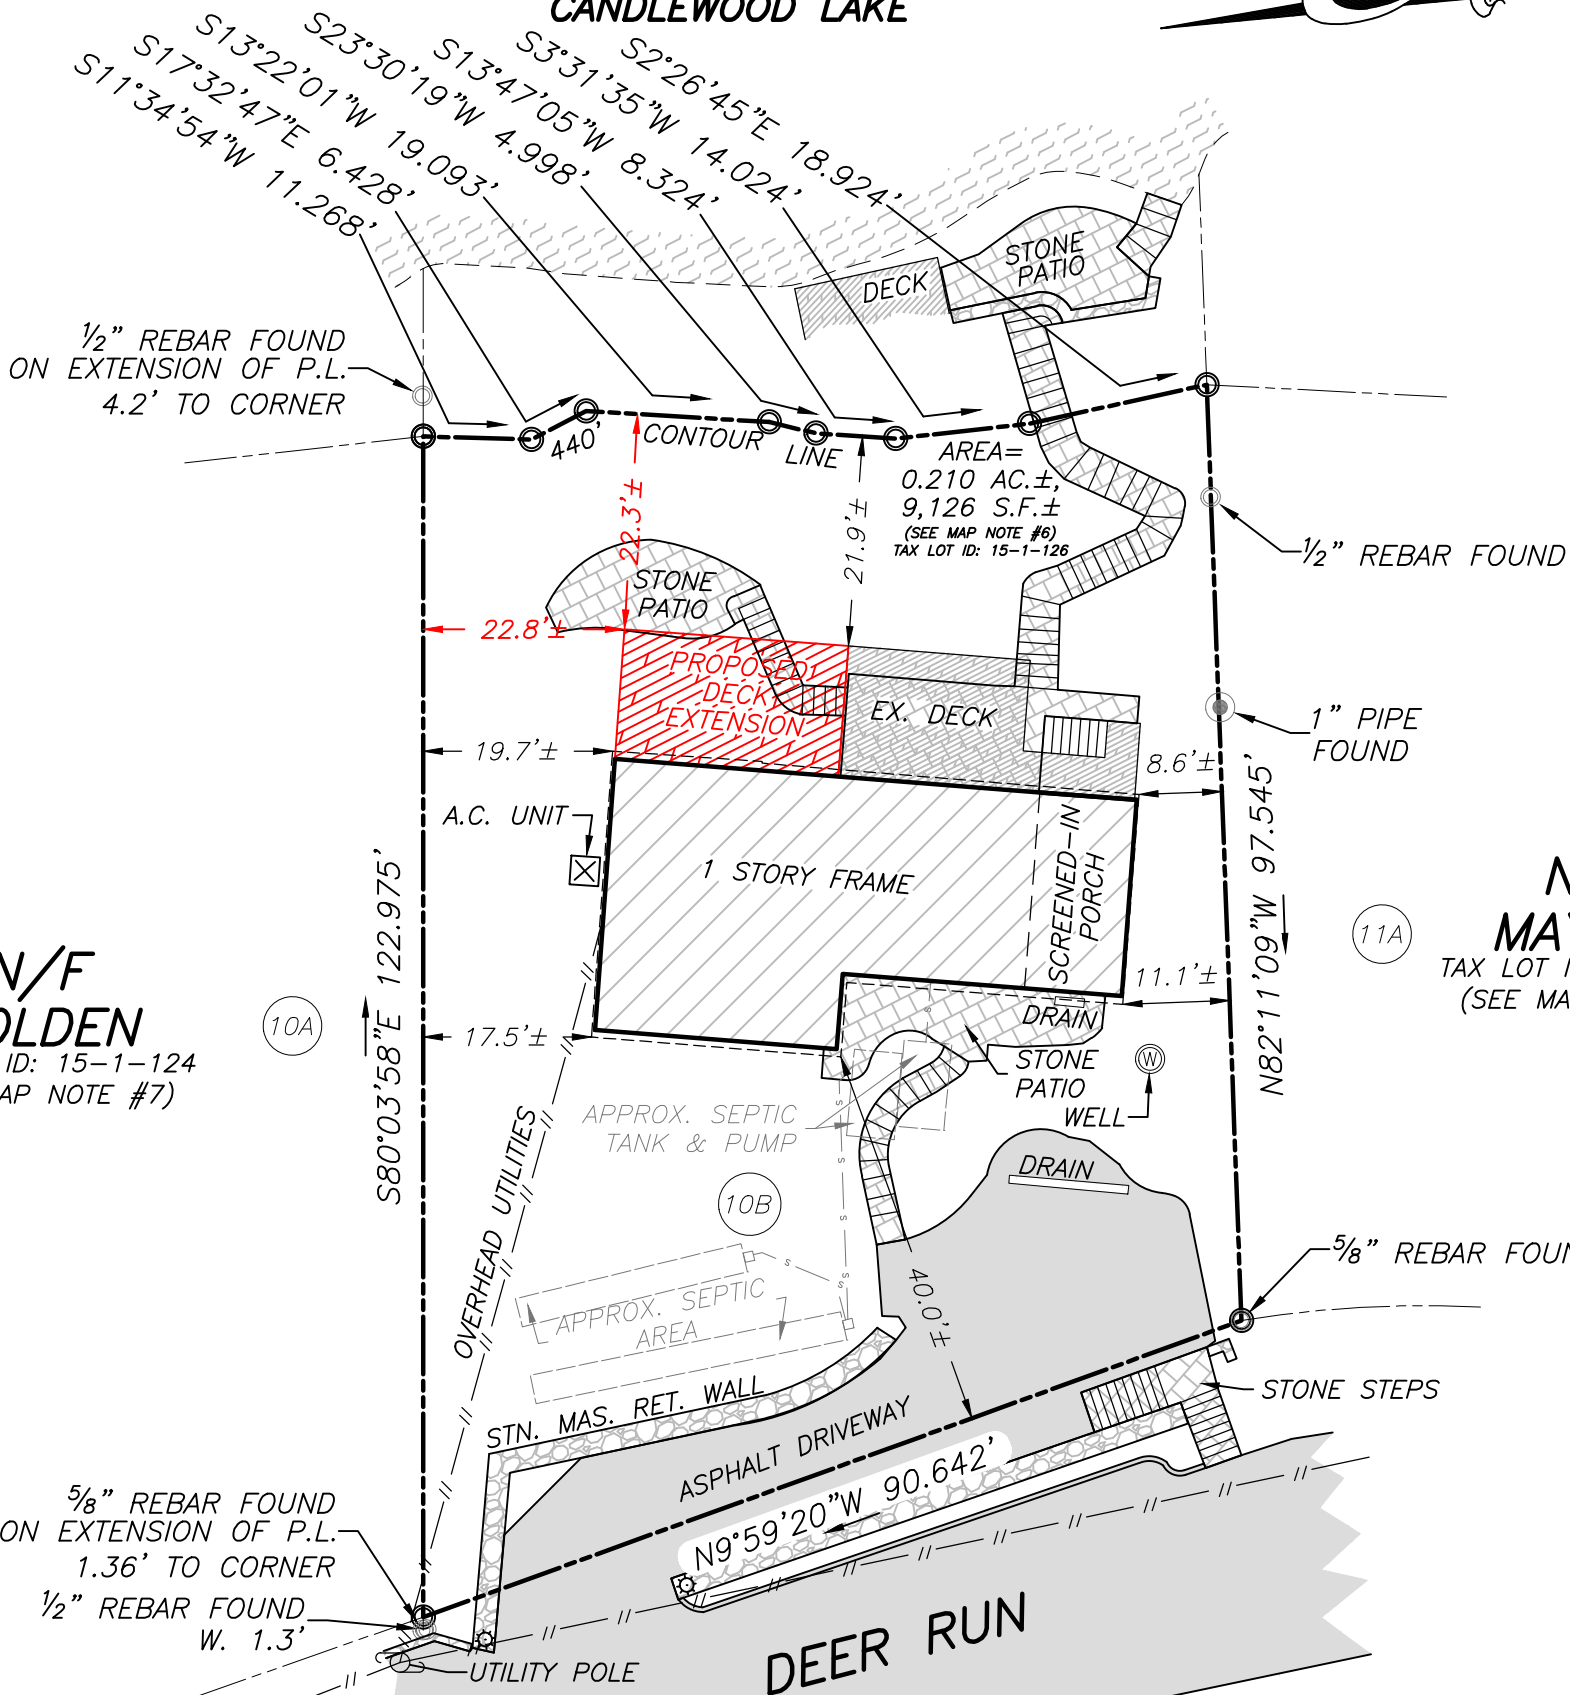 CANDLEWOOD LAKE
S11°34'54"W 11.268'
S17°32'47"E 6.428'
S13°22'01"W 19.093'
S23°30'19"W 4.998'
S13°47'05"W 8.324'
S3°31'35"W 14.024'
S2°26'45"E 18.924'
STONE
PATIO
DECK
½" REBAR FOUND
ON EXTENSION OF P.L.
4.2' TO CORNER
440'
CONTOUR
LINE
AREA=
0.210 AC.±,
9,126 S.F.±
(SEE MAP NOTE #6)
TAX LOT ID: 15-1-126
22.3'±
21.9'±
½" REBAR FOUND
STONE
PATIO
22.8'±
PROPOSED
DECK
EXTENSION
EX. DECK
1" PIPE
FOUND
19.7'±
8.6'±
A.C. UNIT
1 STORY FRAME
SCREENED-IN
PORCH
S80°03'58"E 122.975'
N82°11'09"W 97.545'
N/F
OLDEN
ID: 15-1-124
AP NOTE #7)
10A
11A
N
MAY
TAX LOT I
(SEE MA
17.5'±
11.1'±
DRAIN
STONE
PATIO
W
WELL
APPROX. SEPTIC
TANK & PUMP
10B
DRAIN
OVERHEAD UTILITIES
S
S
S
S
S
S
APPROX. SEPTIC
AREA
40.0'±
⅝" REBAR FOUN
STN. MAS. RET. WALL
STONE STEPS
ASPHALT DRIVEWAY
N9°59'20"W 90.642'
⅝" REBAR FOUND
ON EXTENSION OF P.L.
1.36' TO CORNER
½" REBAR FOUND
W. 1.3'
UTILITY POLE
DEER RUN